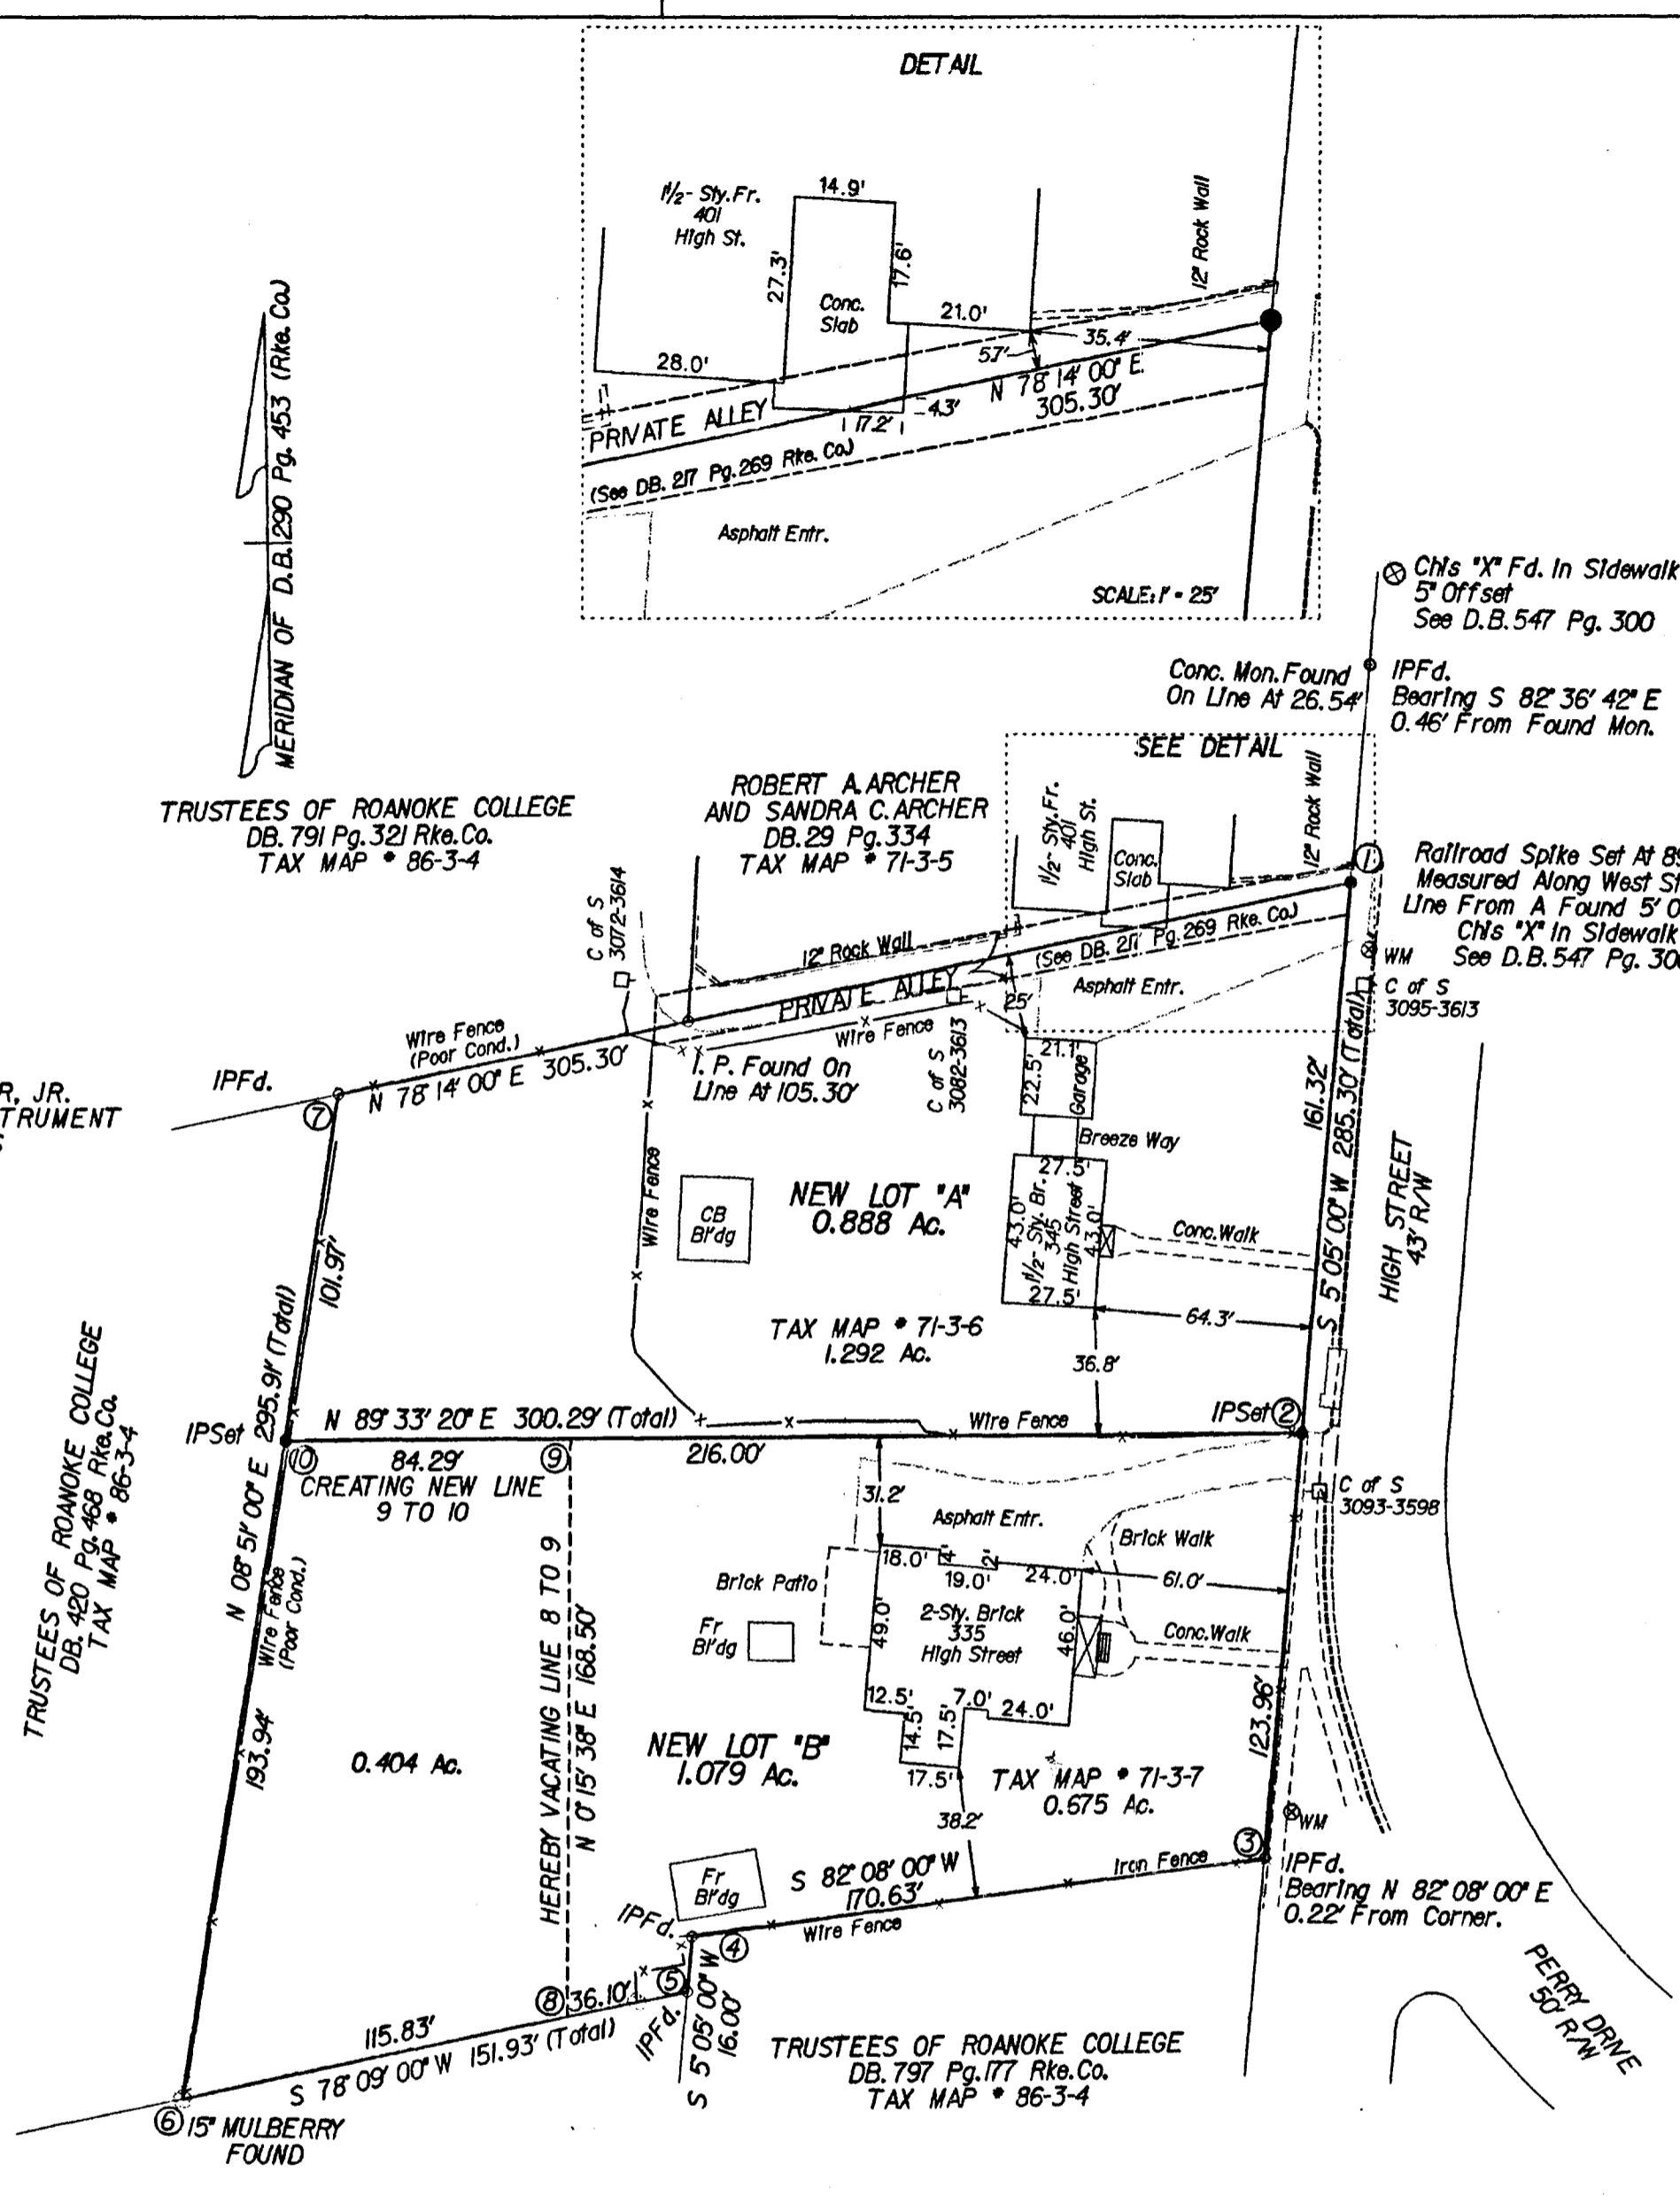 DETAIL
1½- Sty.Fr.
401
High St.
14.9'
27.3'
17.6'
Conc.
Slab
12" Rock Wall
21.0'
35.4'
5.7'
28.0'
N 78° 14' 00" E
305.30'
4.3'
17.2'
PRIVATE ALLEY
(See DB. 217 Pg. 269 Rke. Co.)
Asphalt Entr.
SCALE: 1" = 25'
MERIDIAN OF D.B. 1290 Pg. 453 (Rke. Co.)
Chis "X" Fd. In Sidewalk
5' Offset
See D.B. 547 Pg. 300
Conc. Mon. Found
On Line At 26.54'
IPFd.
Bearing S 82° 36' 42" E
0.46' From Found Mon.
SEE DETAIL
TRUSTEES OF ROANOKE COLLEGE
DB. 791 Pg. 321 Rke. Co.
TAX MAP # 86-3-4
ROBERT A. ARCHER
AND SANDRA C. ARCHER
DB. 29 Pg. 334
TAX MAP # 71-3-5
1½- Sty. Fr.
401
High St.
Conc.
Slab
12" Rock Wall
1
Railroad Spike Set At
Measured Along West
Line From A Found 5'
Chis "X" In Sidewalk
See D.B. 547 Pg.
WM
C of S
3095-3613
C of S
3072-3614
12" Rock Wall
PRIVATE ALLEY
(See DB. 217 Pg. 269 Rke. Co.)
Asphalt Entr.
25'
Wire Fence
(Poor Cond.)
Wire Fence
N 78° 14' 00" E 305.30'
I. P. Found On
Line At 105.30'
C of S
3082-3613
IPFd.
7
R, JR.
TRUMENT
21.1'
22.5'
Garage
Breeze Way
161.32'
S 5° 05' 00" W 285.30' (Total)
HIGH STREET
43' R/W
Wire Fence
CB
Bl'dg
NEW LOT "A"
0.888 Ac.
27.5'
43.0'
1½- Sty. Br.
345
High Street
43.0'
27.5'
Conc. Walk
64.3'
36.8'
TAX MAP # 71-3-6
1.292 Ac.
101.97'
N 08° 51' 00" E 295.91' (Total)
TRUSTEES OF ROANOKE COLLEGE
DB. 420 Pg. 468 Rke. Co.
TAX MAP # 86-3-4
IPSet
10
N 89° 33' 20" E 300.29' (Total)
Wire Fence
IPSet 2
84.29'
9
216.00'
CREATING NEW LINE
9 TO 10
31.2'
Asphalt Entr.
C of S
3093-3598
Brick Walk
18.0'
4'
2'
19.0'
24.0'
61.0'
Brick Patio
Fr
Bl'dg
49.0'
2-Sty. Brick
335
High Street
46.0'
Conc. Walk
12.5'
14.5'
17.5'
7.0'
24.0'
17.5'
123.96'
Wire Fence
(Poor Cond.)
193.94'
0.404 Ac.
HEREBY VACATING LINE 8 TO 9
N 0° 15' 38" E 168.50'
NEW LOT "B"
1.079 Ac.
TAX MAP # 71-3-7
0.675 Ac.
38.2'
WM
3
IPFd.
Bearing N 82° 08' 00" E
0.22' From Corner.
Iron Fence
S 82° 08' 00" W
170.63'
Wire Fence
Fr
Bl'dg
IPFd.
4
5
8
36.10'
IPFd.
S 5° 05' 00" W
16.00'
115.83'
S 78° 09' 00" W 151.93' (Total)
6
15" MULBERRY
FOUND
TRUSTEES OF ROANOKE COLLEGE
DB. 797 Pg. 177 Rke. Co.
TAX MAP # 86-3-4
PERRY DRIVE
50' R/W